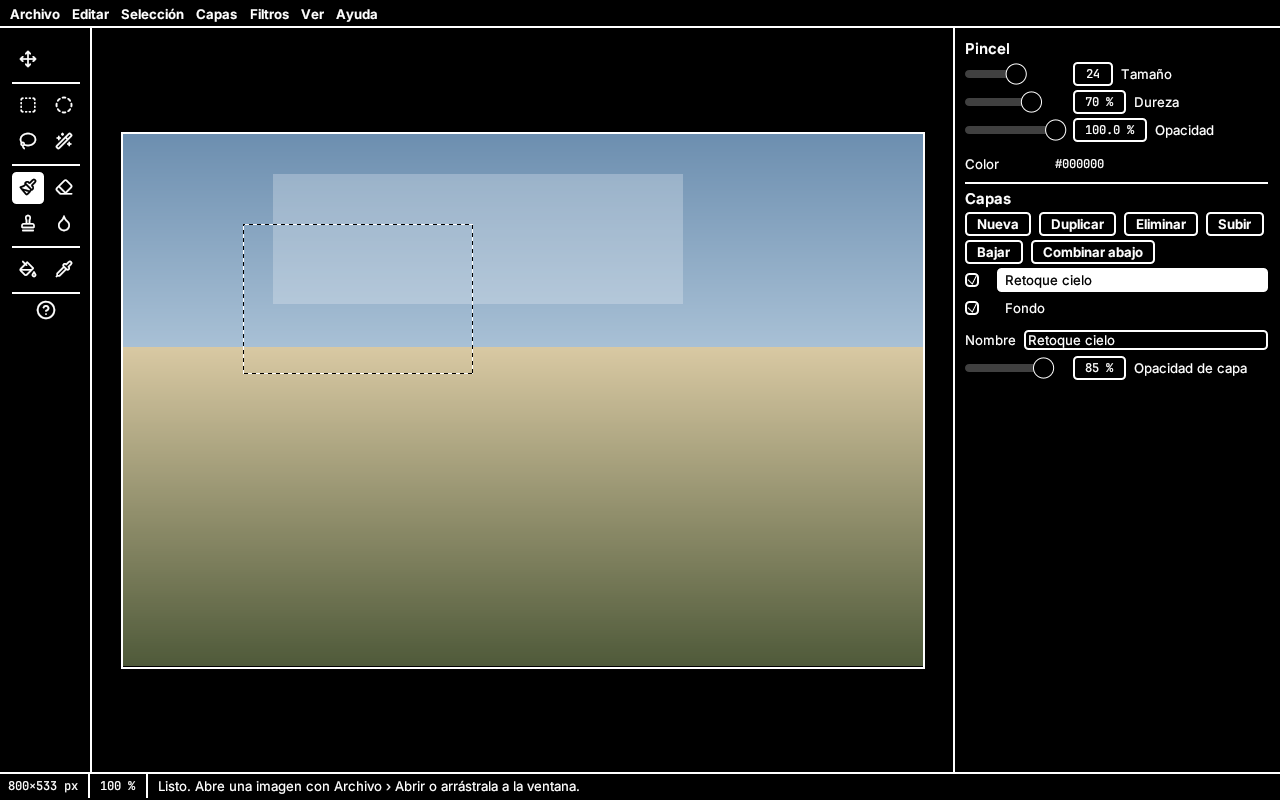 Archivo Editar Selección Capas Filtros Ver Ayuda
Pincel
24 Tamaño
70 % Dureza
100.0 % Opacidad
Color #000000
Capas
Nueva Duplicar Eliminar Subir
Bajar Combinar abajo
Retoque cielo
Fondo
Nombre Retoque cielo
85 % Opacidad de capa
800×533 px 100 % Listo. Abre una imagen con Archivo › Abrir o arrástrala a la ventana.